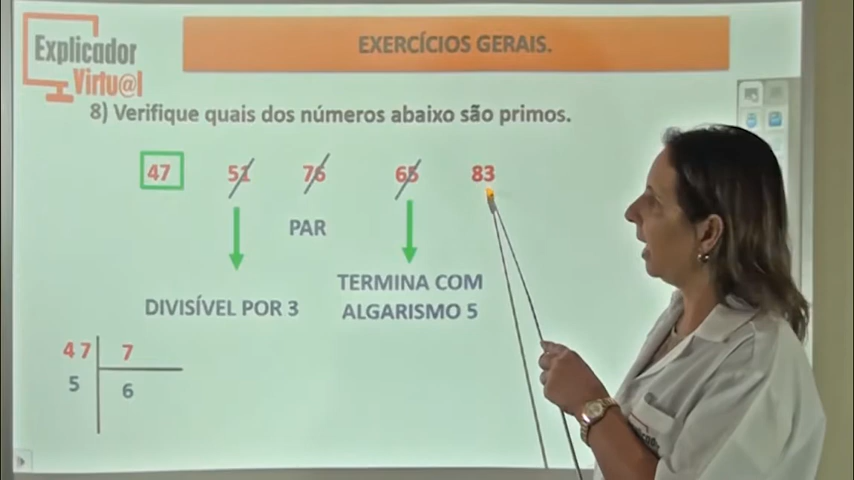 Explicador
Virtu@l
EXERCÍCIOS GERAIS.
8) Verifique quais dos números abaixo são primos.
47 51 76 65 83
PAR
DIVISÍVEL POR 3
TERMINA COM
ALGARISMO 5
47 7
5 6